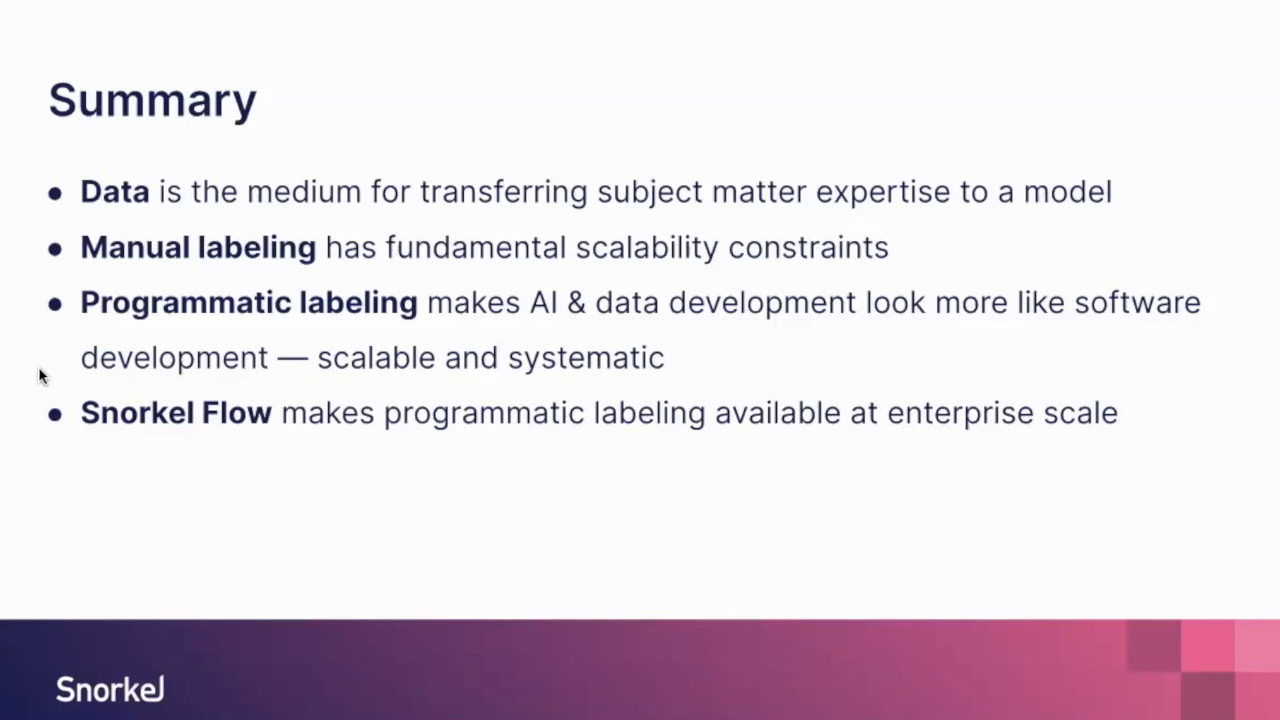 Summary
• Data is the medium for transferring subject matter expertise to a model
• Manual labeling has fundamental scalability constraints
• Programmatic labeling makes AI & data development look more like software
development — scalable and systematic
• Snorkel Flow makes programmatic labeling available at enterprise scale
Snorkel